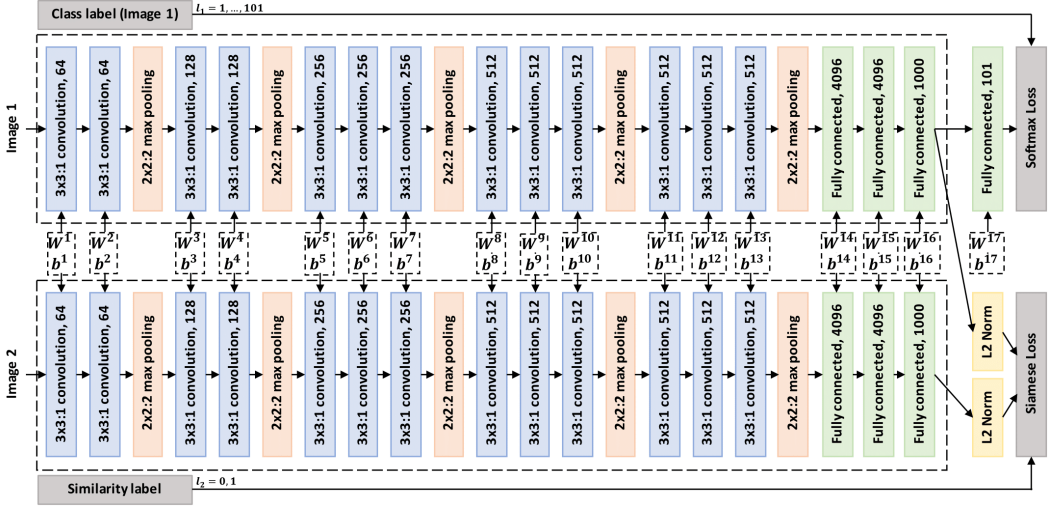 Class label (Image 1)
l₁ = 1, ..., 101
Image 1
3x3:1 convolution, 64
3x3:1 convolution, 64
2x2:2 max pooling
3x3:1 convolution, 128
3x3:1 convolution, 128
2x2:2 max pooling
3x3:1 convolution, 256
3x3:1 convolution, 256
3x3:1 convolution, 256
2x2:2 max pooling
3x3:1 convolution, 512
3x3:1 convolution, 512
3x3:1 convolution, 512
2x2:2 max pooling
3x3:1 convolution, 512
3x3:1 convolution, 512
3x3:1 convolution, 512
2x2:2 max pooling
Fully connected, 4096
Fully connected, 4096
Fully connected, 1000
Fully connected, 101
Softmax Loss
W¹ W² W³ W⁴ W⁵ W⁶ W⁷ W⁸ W⁹ W¹⁰ W¹¹ W¹² W¹³ W¹⁴ W¹⁵ W¹⁶ W¹⁷
b¹ b² b³ b⁴ b⁵ b⁶ b⁷ b⁸ b⁹ b¹⁰ b¹¹ b¹² b¹³ b¹⁴ b¹⁵ b¹⁶ b¹⁷
Image 2
3x3:1 convolution, 64
3x3:1 convolution, 64
2x2:2 max pooling
3x3:1 convolution, 128
3x3:1 convolution, 128
2x2:2 max pooling
3x3:1 convolution, 256
3x3:1 convolution, 256
3x3:1 convolution, 256
2x2:2 max pooling
3x3:1 convolution, 512
3x3:1 convolution, 512
3x3:1 convolution, 512
2x2:2 max pooling
3x3:1 convolution, 512
3x3:1 convolution, 512
3x3:1 convolution, 512
2x2:2 max pooling
Fully connected, 4096
Fully connected, 4096
Fully connected, 1000
L2 Norm
L2 Norm
Siamese Loss
Similarity label
l₂ = 0, 1